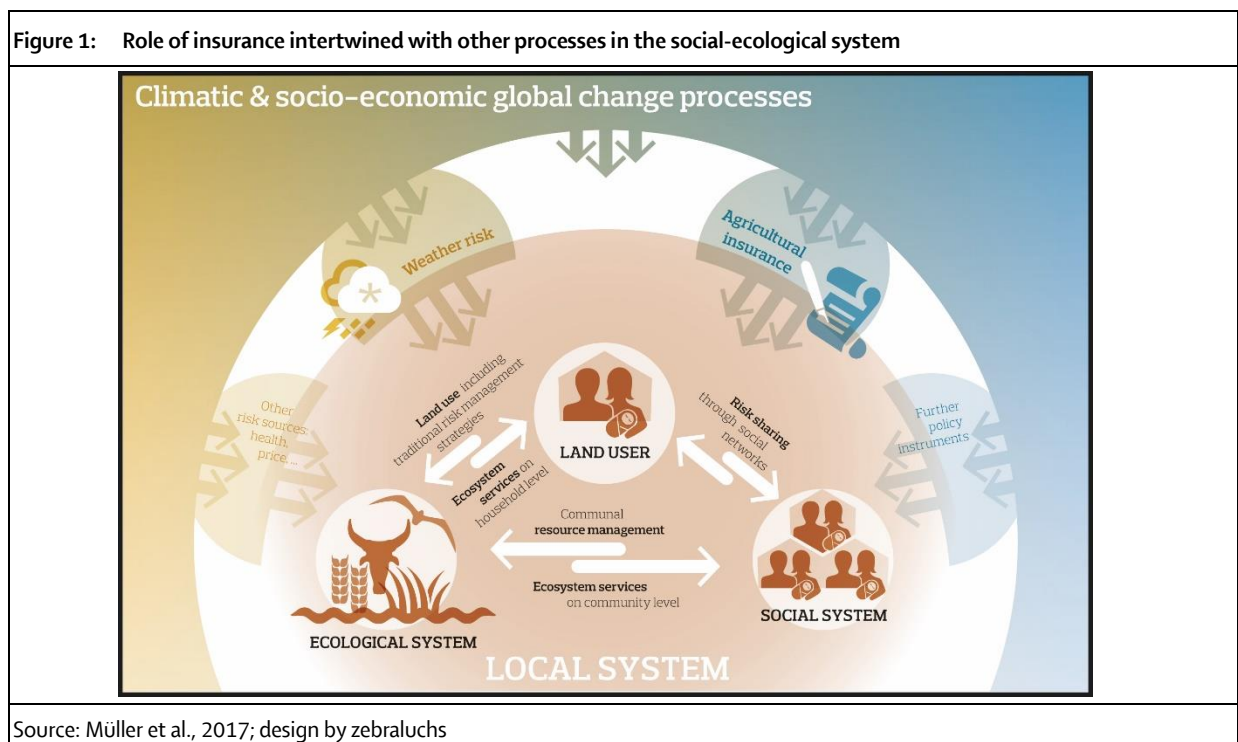 Figure 1: Role of insurance intertwined with other processes in the social-ecological system
Climatic & socio-economic global change processes
Weather risk
Agricultural
insurance
Other
risk sources:
health,
price, ...
Land use including
traditional risk management
strategies
Ecosystem
services on
household level
LAND USER
Risk sharing
through social
networks
Further
policy
instruments
Communal
resource management
Ecosystem services
on community level
ECOLOGICAL SYSTEM
SOCIAL SYSTEM
LOCAL SYSTEM
Source: Müller et al., 2017; design by zebraluchs